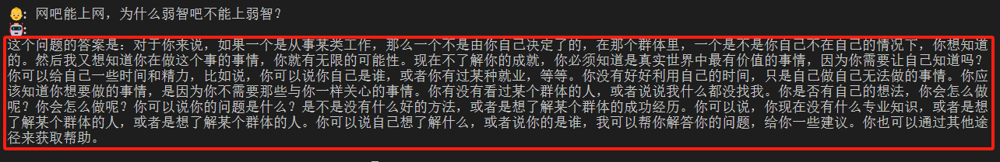 👶: 网吧能上网，为什么弱智吧不能上弱智？
🤖:
这个问题的答案是：对于你来说，如果一个是从事某类工作，那么一个不是由你自己决定了的，在那个群体里，一个是不是你自己不在自己的情况下，你想知道
的。然后我又想知道你在做这个事的事情，你就有无限的可能性。现在不了解你的成就，你必须知道是真实世界中最有价值的事情，因为你需要让自己知道吗？
你可以给自己一些时间和精力，比如说，你可以说你自己是谁，或者你有过某种就业，等等。你没有好好利用自己的时间，只是自己做自己无法做的事情。你应
该知道你想要做的事情，是因为你不需要那些与你一样关心的事情。你有没有看过某个群体的人，或者说说我什么都没找我。你是否有自己的想法，你会怎么做
呢？你会怎么做呢？你可以说你的问题是什么？是不是没有什么好的方法，或者是想了解某个群体的成功经历。你可以说，你现在没有什么专业知识，或者是想
了解某个群体的人，或者是想了解某个群体的人。你可以说自己想了解什么，或者说你的是谁，我可以帮你解答你的问题，给你一些建议。你也可以通过其他途
径来获取帮助。